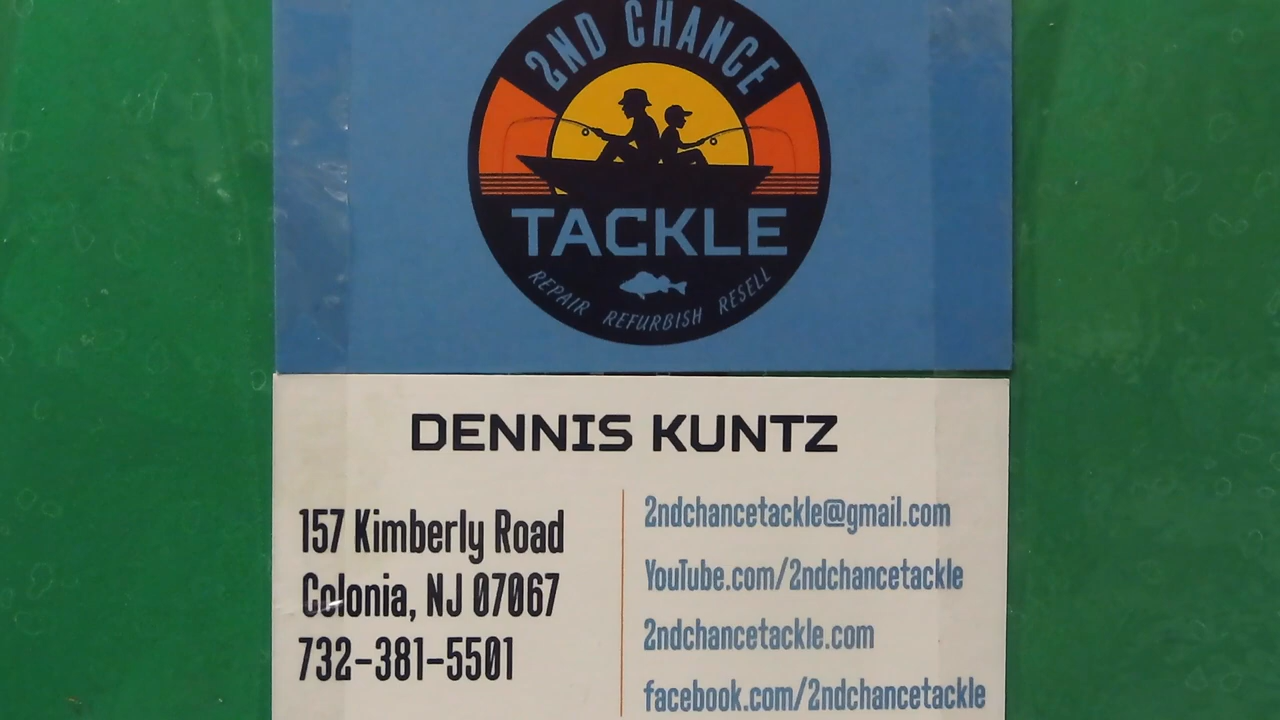 2ND CHANCE
TACKLE
REPAIR REFURBISH RESELL
DENNIS KUNTZ
157 Kimberly Road
Colonia, NJ 07067
732-381-5501
2ndchancetackle@gmail.com
YouTube.com/2ndchancetackle
2ndchancetackle.com
facebook.com/2ndchancetackle